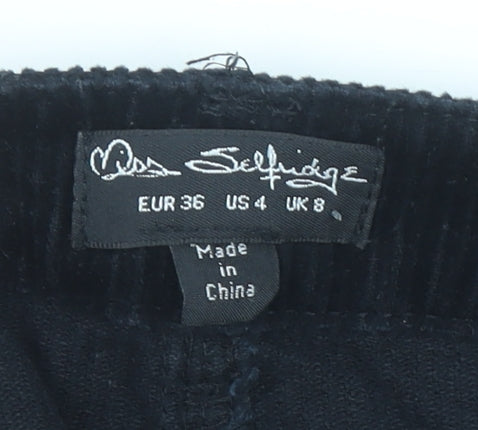 Miss Selfridge
EUR 36 US 4 UK 8
Made
in
China